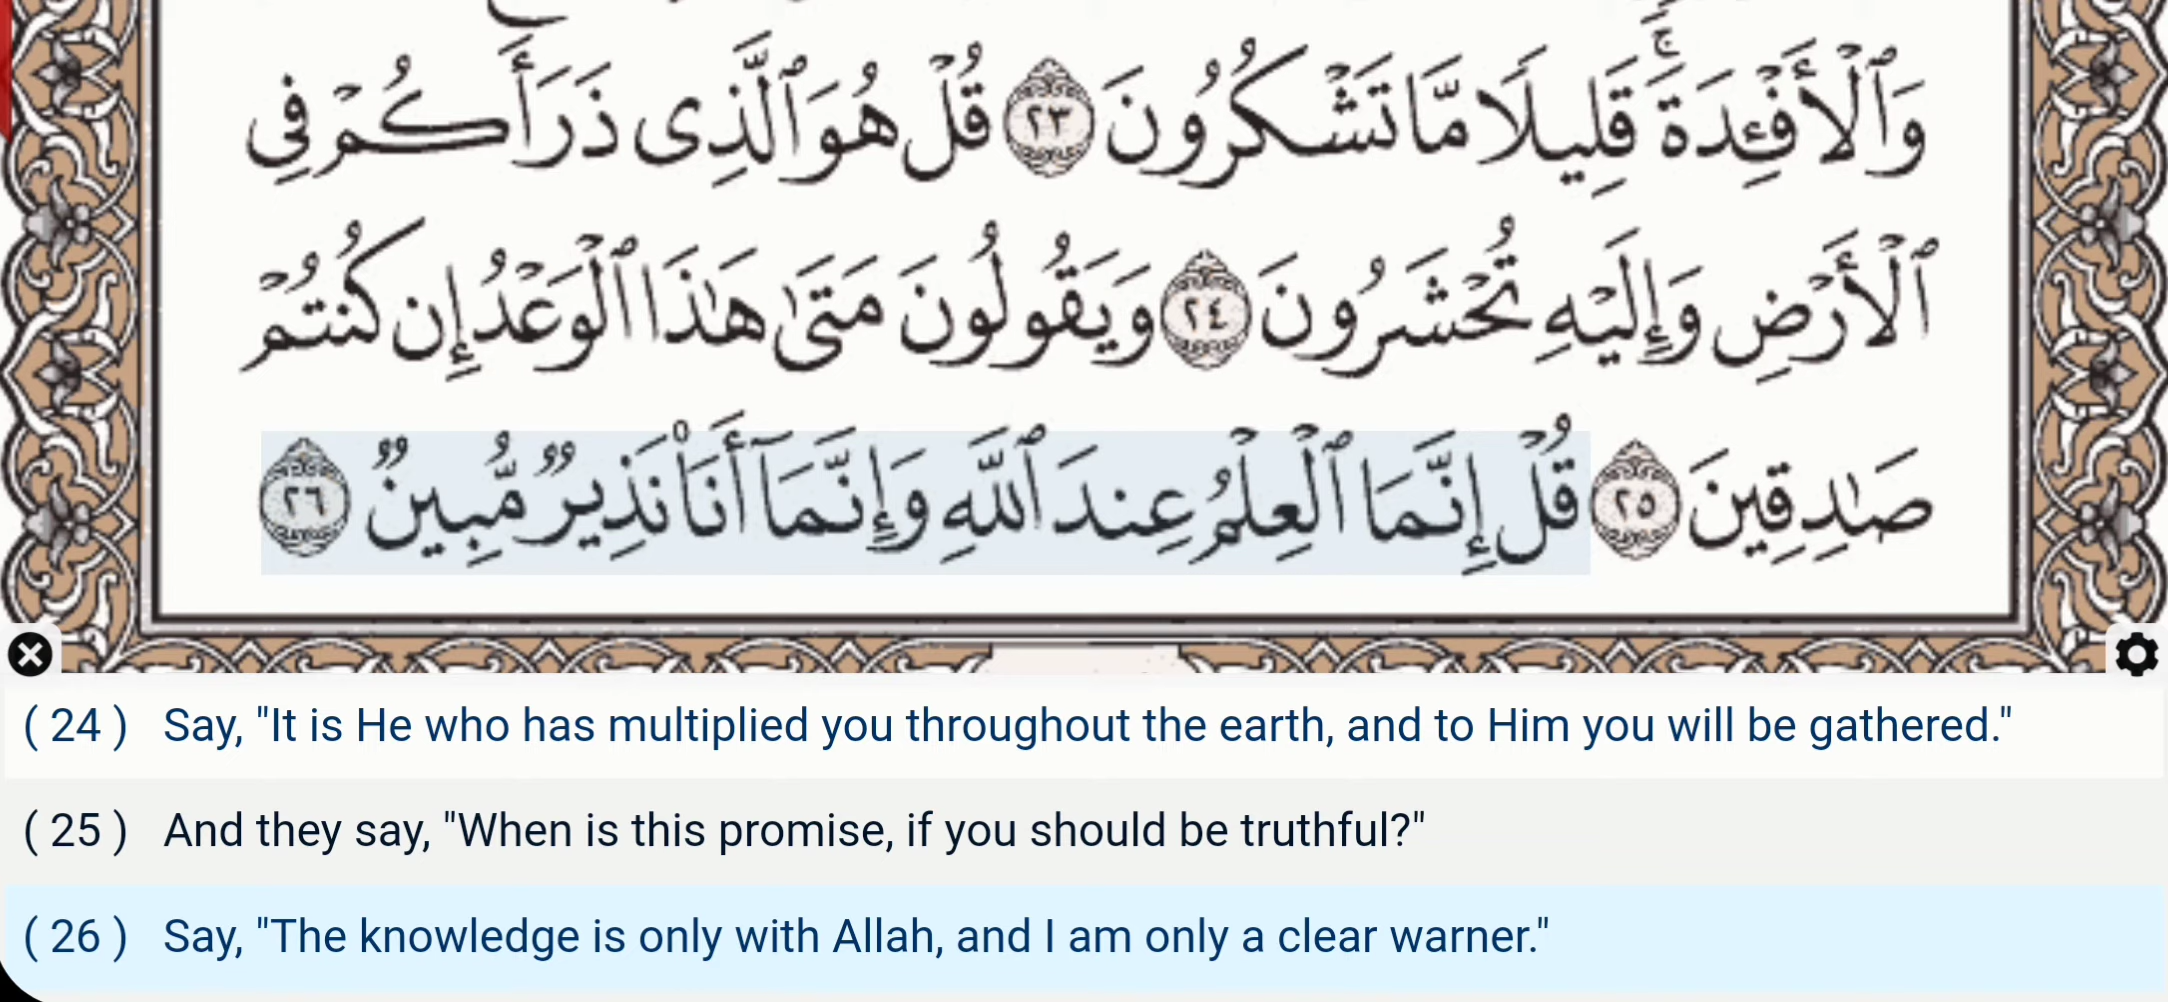 وَٱلْأَفْـِٔدَةَ ۖ قَلِيلًا مَّا تَشْكُرُونَ ٢٣ قُلْ هُوَ ٱلَّذِى ذَرَأَكُمْ فِى
ٱلْأَرْضِ وَإِلَيْهِ تُحْشَرُونَ ٢٤ وَيَقُولُونَ مَتَىٰ هَٰذَا ٱلْوَعْدُ إِن كُنتُمْ
صَٰدِقِينَ ٢٥ قُلْ إِنَّمَا ٱلْعِلْمُ عِندَ ٱللَّهِ وَإِنَّمَآ أَنَا۠ نَذِيرٌ مُّبِينٌ ٢٦
( 24 ) Say, "It is He who has multiplied you throughout the earth, and to Him you will be gathered."
( 25 ) And they say, "When is this promise, if you should be truthful?"
( 26 ) Say, "The knowledge is only with Allah, and I am only a clear warner."